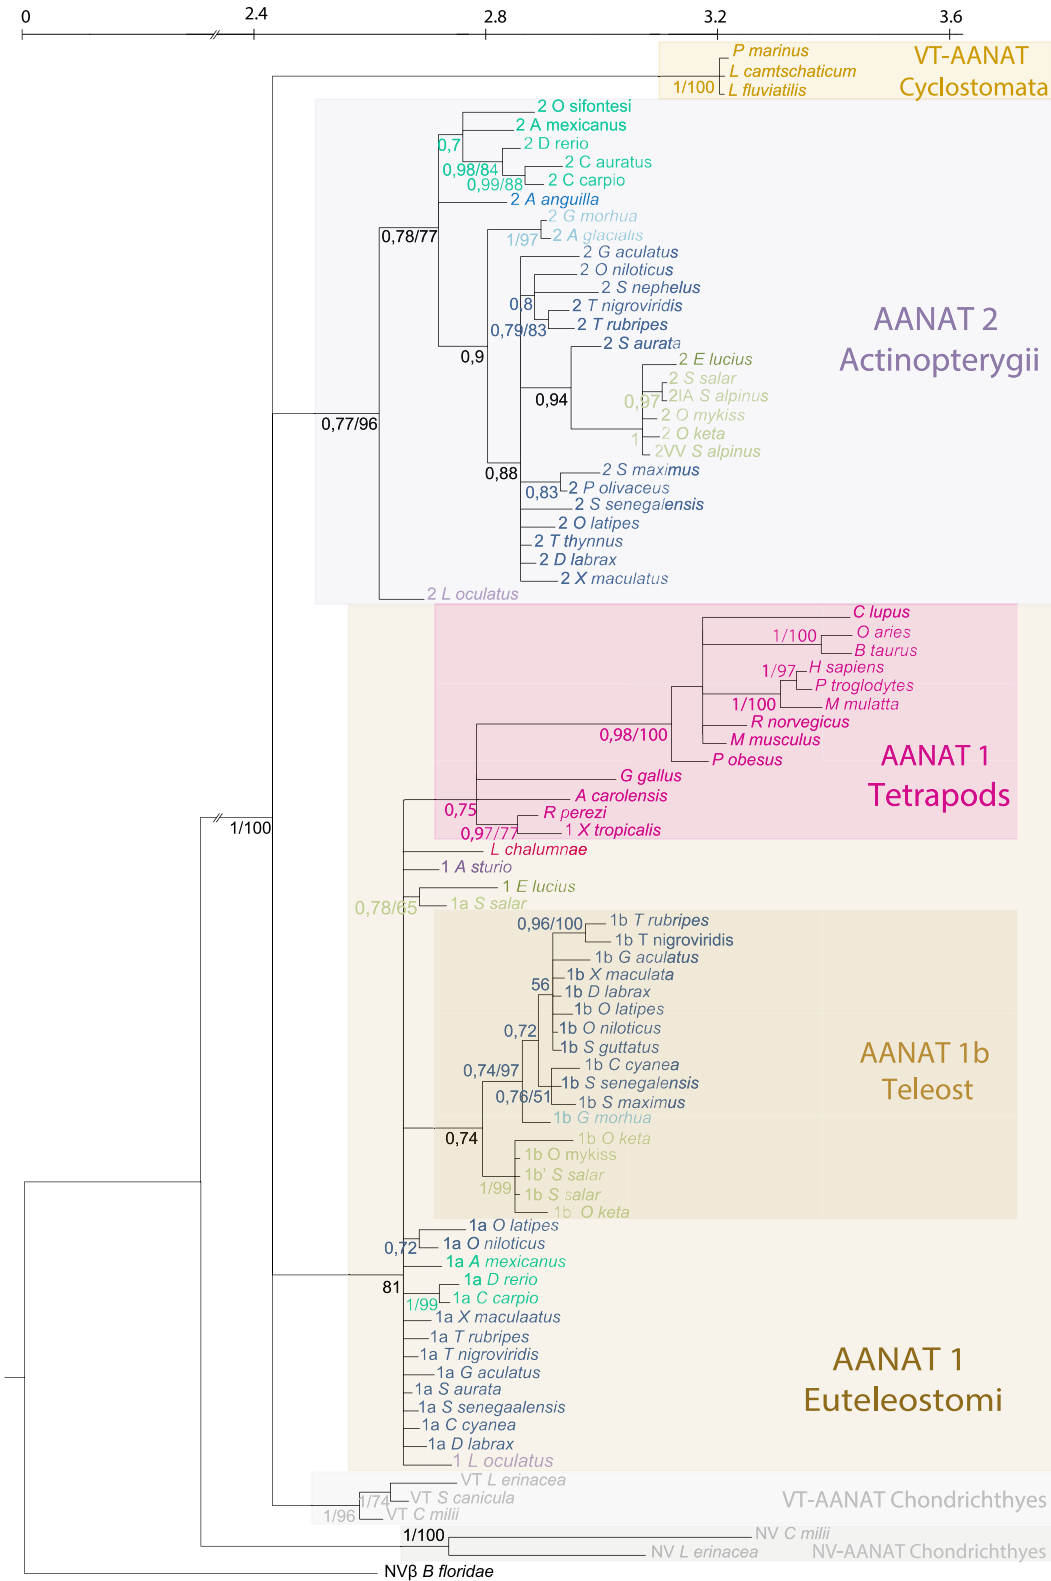 0 2.4 2.8 3.2 3.6
P marinus
L camtschaticum
L fluviatilis
1/100
VT-AANAT
Cyclostomata
2 O sifontesi
2 A mexicanus
0,7
2 D rerio
0,98/84
2 C auratus
0,99/88
2 C carpio
2 A anguilla
2 G morhua
0,78/77
1/97
2 A glacialis
2 G aculatus
2 O niloticus
2 S nephelus
0,8
2 T nigroviridis
2 T rubripes
0,79/83
2 S aurata
0,9
AANAT 2
Actinopterygii
2 E lucius
2 S salar
2IA S alpinus
0,94
0,97
2 O mykiss
0,77/96
2 O keta
1
2VV S alpinus
2 S maximus
0,88
2 P olivaceus
0,83
2 S senegalensis
2 O latipes
2 T thynnus
2 D labrax
2 X maculatus
2 L oculatus
C lupus
1/100
O aries
B taurus
1/97
H sapiens
P troglodytes
1/100
M mulatta
R norvegicus
0,98/100
M musculus
P obesus
AANAT 1
Tetrapods
G gallus
A carolensis
0,75
R perezi
0,97/77
1 X tropicalis
1/100
L chalumnae
1 A sturio
1 E lucius
1a S salar
0,78/65
0,96/100
1b T rubripes
1b T nigroviridis
1b G aculatus
1b X maculata
56
1b D labrax
1b O latipes
0,72
1b O niloticus
1b S guttatus
0,74/97
1b C cyanea
1b S senegalensis
0,76/51
1b S maximus
1b G morhua
AANAT 1b
Teleost
0,74
1b O keta
1b O mykiss
1b' S salar
1/99
1b S salar
1b' O keta
1a O latipes
0,72
1a O niloticus
1a A mexicanus
81
1a D rerio
1/99
1a C carpio
1a X maculaatus
1a T rubripes
1a T nigroviridis
1a G aculatus
1a S aurata
1a S senegaalensis
1a C cyanea
1a D labrax
1 L oculatus
AANAT 1
Euteleostomi
VT L erinacea
1/74
VT S canicula
1/96
VT C milii
VT-AANAT Chondrichthyes
1/100
NV C milii
NV L erinacea
NV-AANAT Chondrichthyes
NVβ B floridae